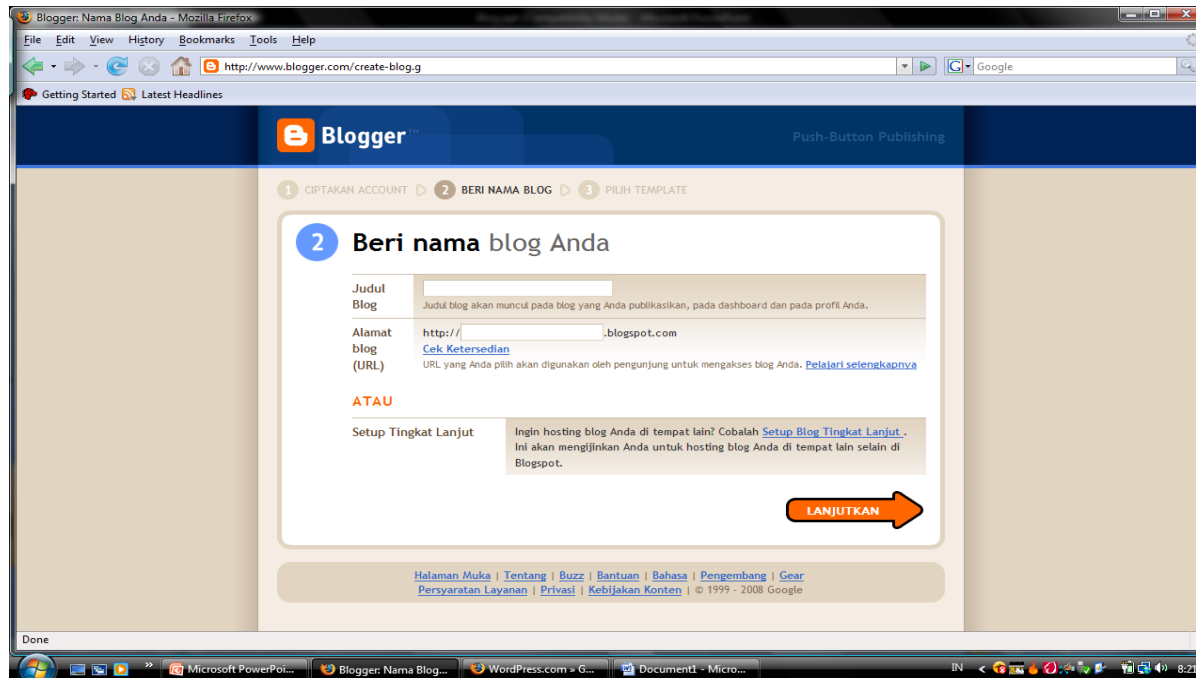 Blogger: Nama Blog Anda - Mozilla Firefox
File Edit View History Bookmarks Tools Help
http://www.blogger.com/create-blog.g
Google
Getting Started Latest Headlines
Blogger™
Push-Button Publishing
1 CIPTAKAN ACCOUNT 2 BERI NAMA BLOG 3 PILIH TEMPLATE
2 Beri nama blog Anda
Judul Blog
Judul blog akan muncul pada blog yang Anda publikasikan, pada dashboard dan pada profil Anda.
Alamat blog (URL)
http:// .blogspot.com
Cek Ketersedian
URL yang Anda pilih akan digunakan oleh pengunjung untuk mengakses blog Anda. Pelajari selengkapnya
ATAU
Setup Tingkat Lanjut
Ingin hosting blog Anda di tempat lain? Cobalah Setup Blog Tingkat Lanjut .
Ini akan mengijinkan Anda untuk hosting blog Anda di tempat lain selain di
Blogspot.
LANJUTKAN
Halaman Muka | Tentang | Buzz | Bantuan | Bahasa | Pengembang | Gear
Persyaratan Layanan | Privasi | Kebijakan Konten | © 1999 - 2008 Google
Done
Microsoft PowerPoi... Blogger: Nama Blog... WordPress.com » G... Document1 - Micro... IN 8:21